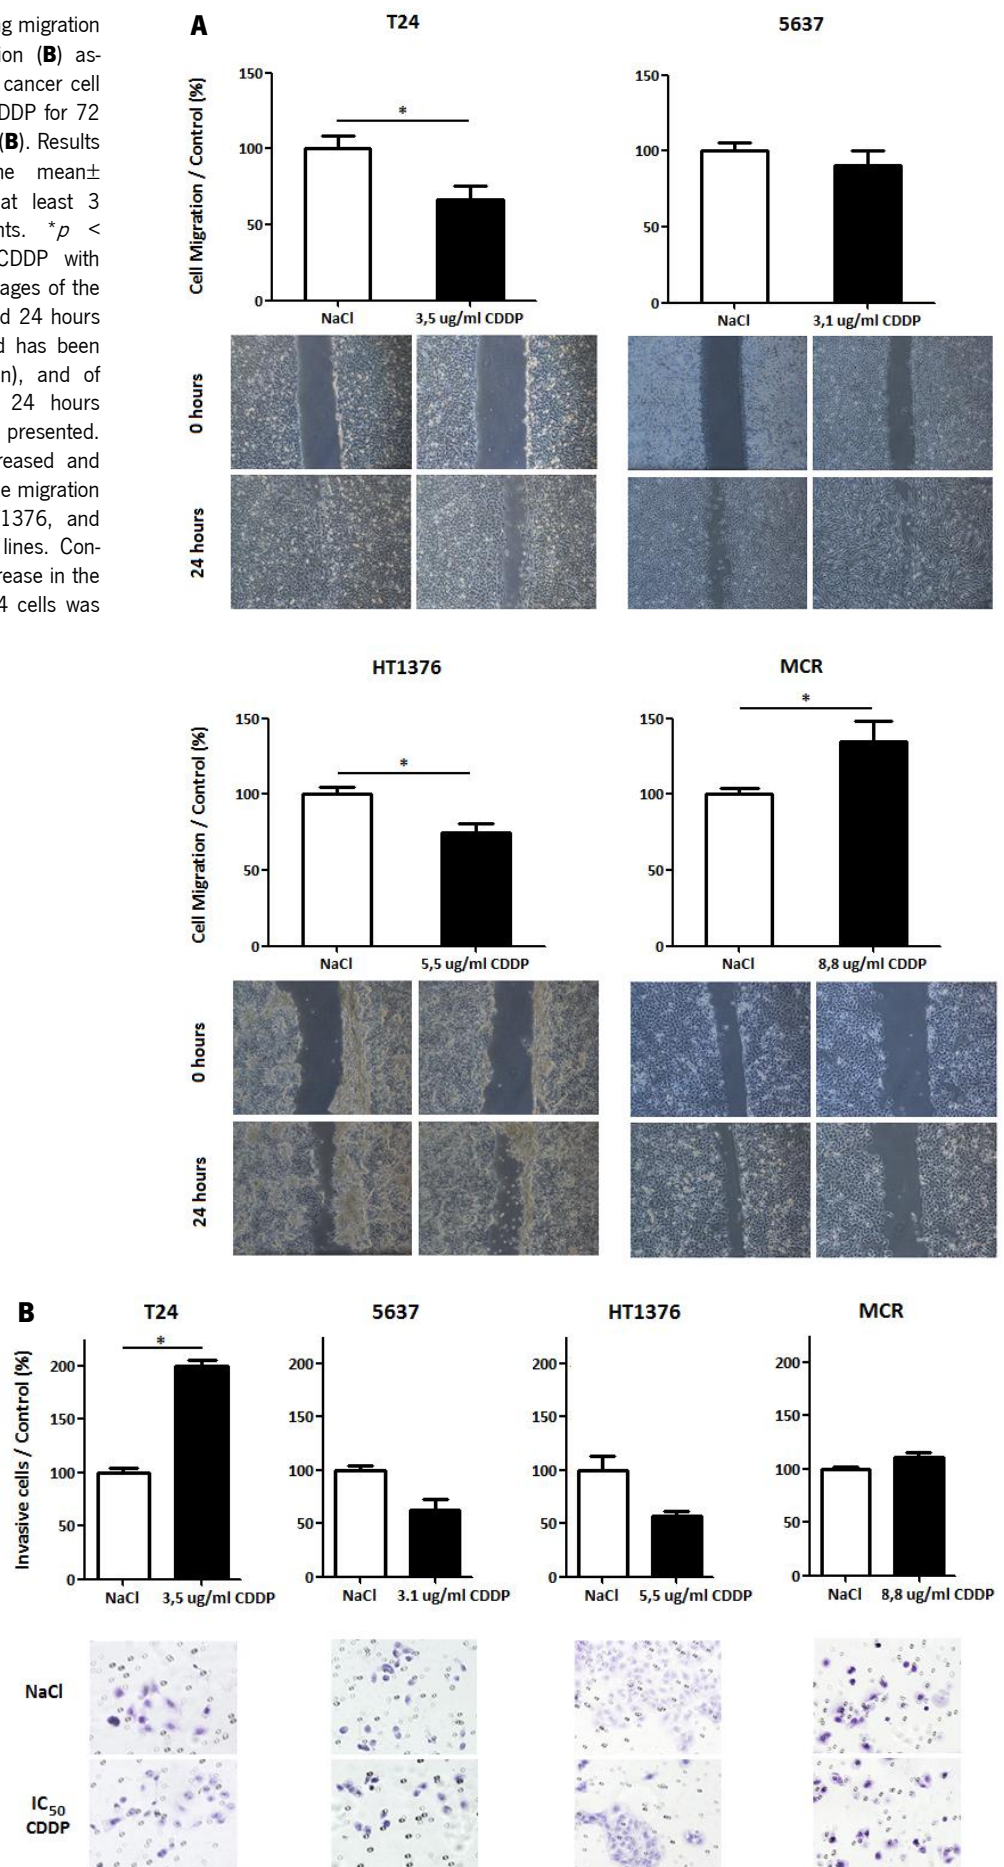 ng migration
ion (B) as-
cancer cell
DDP for 72
(B). Results
ne mean±
at least 3
nts. *p <
CDDP with
ages of the
d 24 hours
d has been
n), and of
24 hours
presented.
reased and
e migration
1376, and
lines. Con-
rease in the
4 cells was
A
T24
5637
Cell Migration / Control (%)
150
100
50
0
*
NaCl
3,5 ug/ml CDDP
150
100
50
0
NaCl
3,1 ug/ml CDDP
0 hours
24 hours
HT1376
MCR
Cell Migration / Control (%)
150
100
50
0
*
NaCl
5,5 ug/ml CDDP
150
100
50
0
*
NaCl
8,8 ug/ml CDDP
0 hours
24 hours
B
T24
5637
HT1376
MCR
Invasive cells / Control (%)
200
150
100
50
0
*
NaCl
3,5 ug/ml CDDP
200
150
100
50
0
NaCl
3.1 ug/ml CDDP
200
150
100
50
0
NaCl
5,5 ug/ml CDDP
200
150
100
50
0
NaCl
8,8 ug/ml CDDP
NaCl
IC50
CDDP